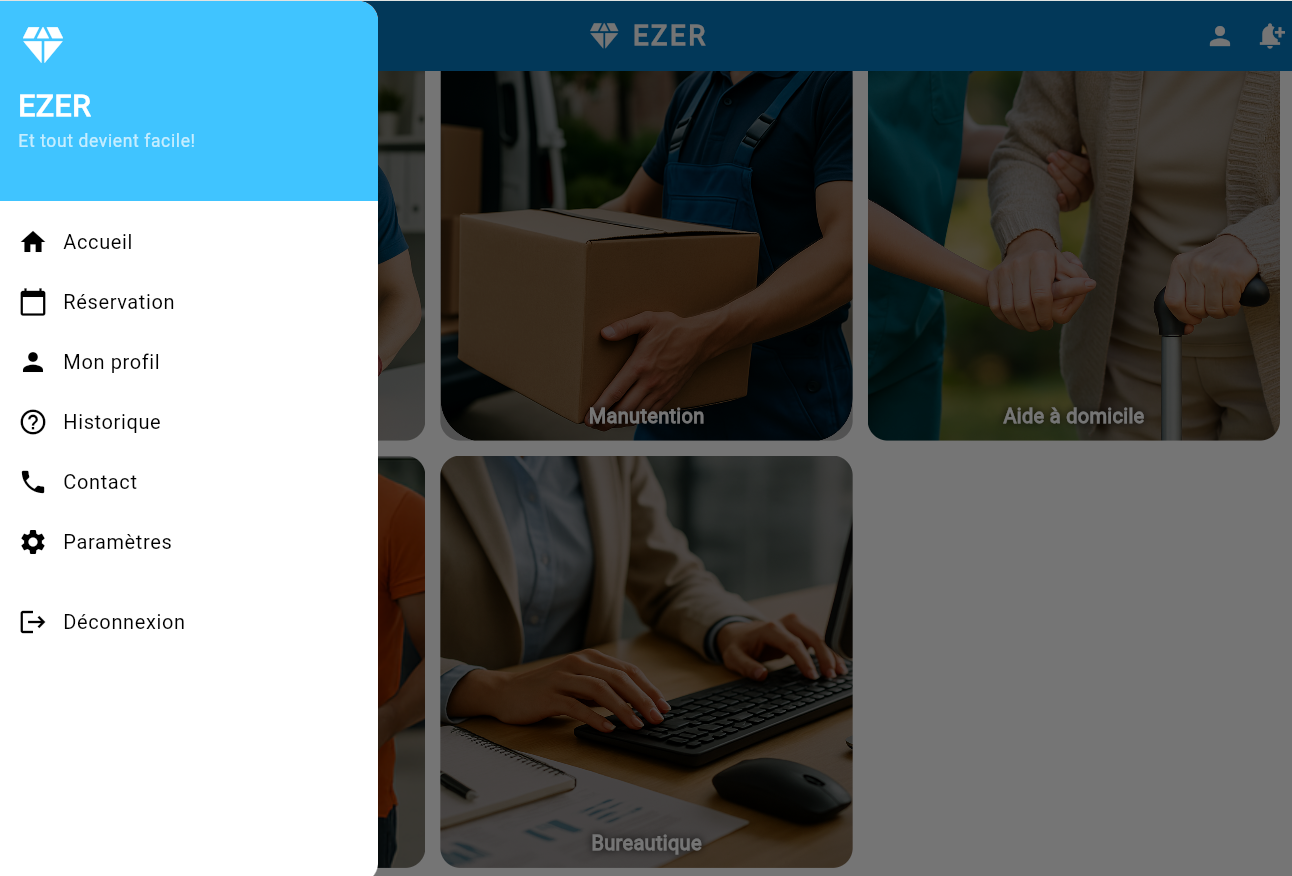 EZER
Et tout devient facile!
Accueil
Réservation
Mon profil
Historique
Contact
Paramètres
Déconnexion
EZER
Manutention
Aide à domicile
Bureautique